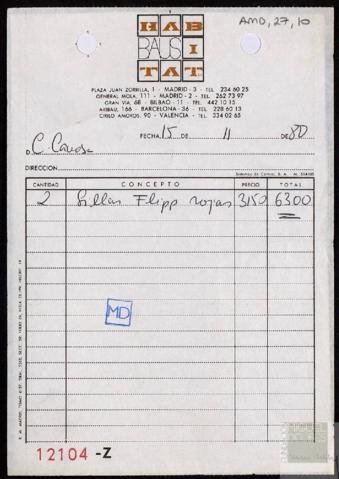 AMD, 27, 10
HAB
BAUS I
TAT
PLAZA JUAN ZORRILLA, 1 - MADRID - 3 - TEL. 234 60 25
GENERAL MOLA, 111 - MADRID - 2 - TEL. 262 73 97
GRAN VIA, 68 - BILBAO - 11 - TEL. 442 10 15
ARIBAU, 166 - BARCELONA - 36 - TEL. 228 60 13
CIRILO AMOROS, 90 - VALENCIA - TEL. 334 02 65
FECHA, 15 DE 11 DE 80
D. C.
DIRECCION
CANTIDAD CONCEPTO PRECIO TOTAL
2 Sillas Flipp rojas 3150 6300
MD
12104 -Z